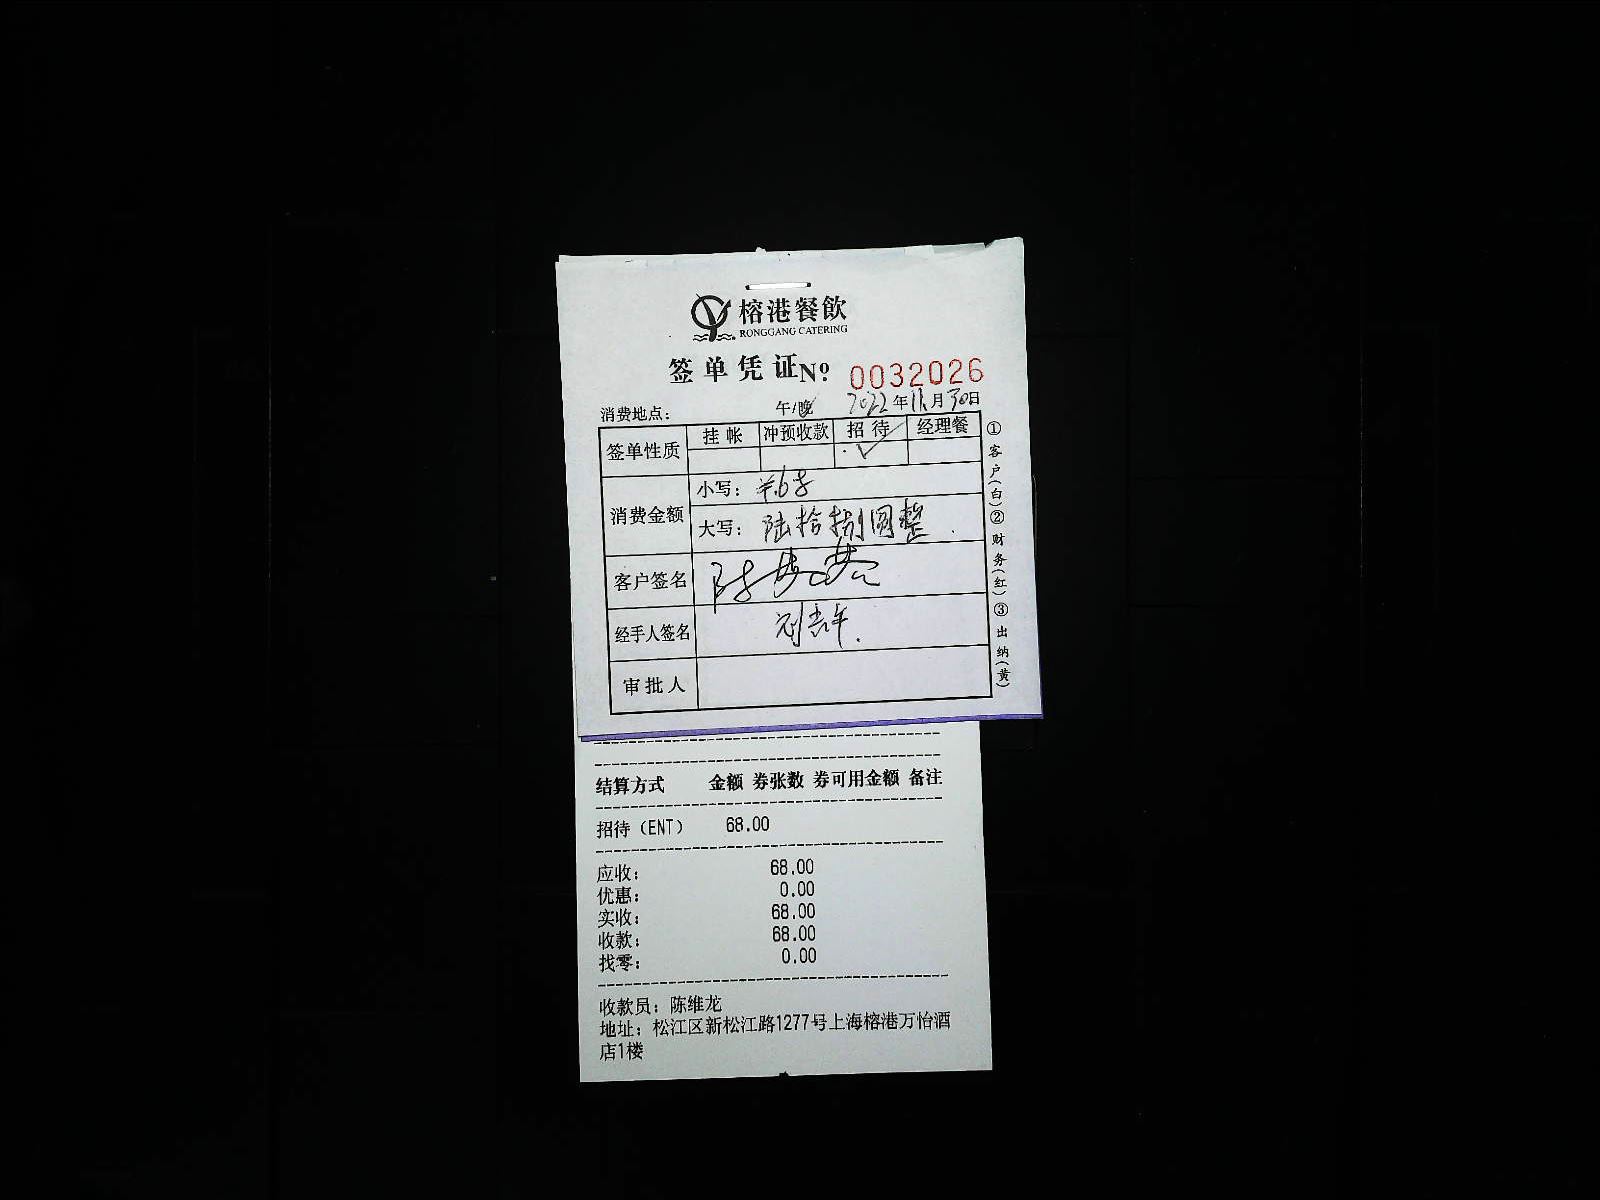 榕港餐飲
RONGGANG CATERING
签单凭证 Nº 0032026
消费地点： 午/晚 2022年11月30日
签单性质 挂帐 冲预收款 招待 经理餐
✓
消费金额 小写：¥68
大写：陆拾捌圆整
客户签名
经手人签名
审批人
①客户(白)②财务(红)③出纳(黄)
结算方式 金额 券张数 券可用金额 备注
招待（ENT） 68.00
应收： 68.00
优惠： 0.00
实收： 68.00
收款： 68.00
找零： 0.00
收款员：陈维龙
地址：松江区新松江路1277号上海榕港万怡酒
店1楼